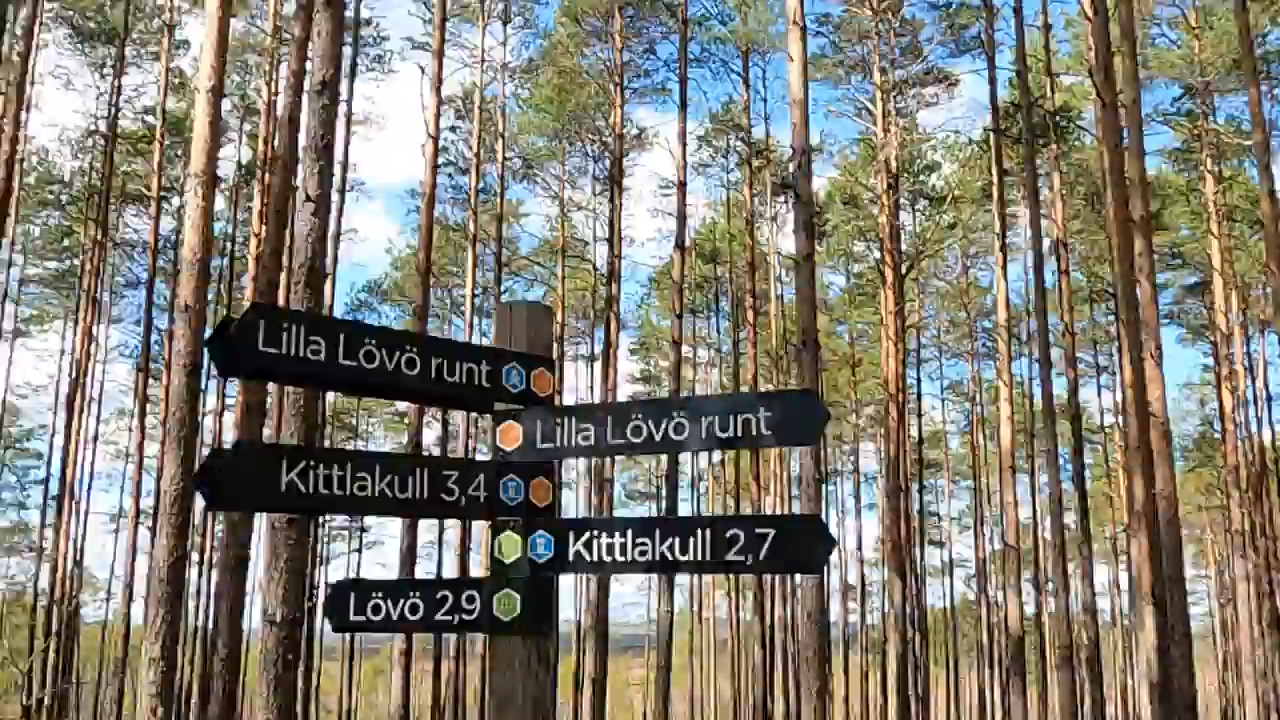 Lilla Lövö runt
Lilla Lövö runt
Kittlakull 3,4
Kittlakull 2,7
Lövö 2,9